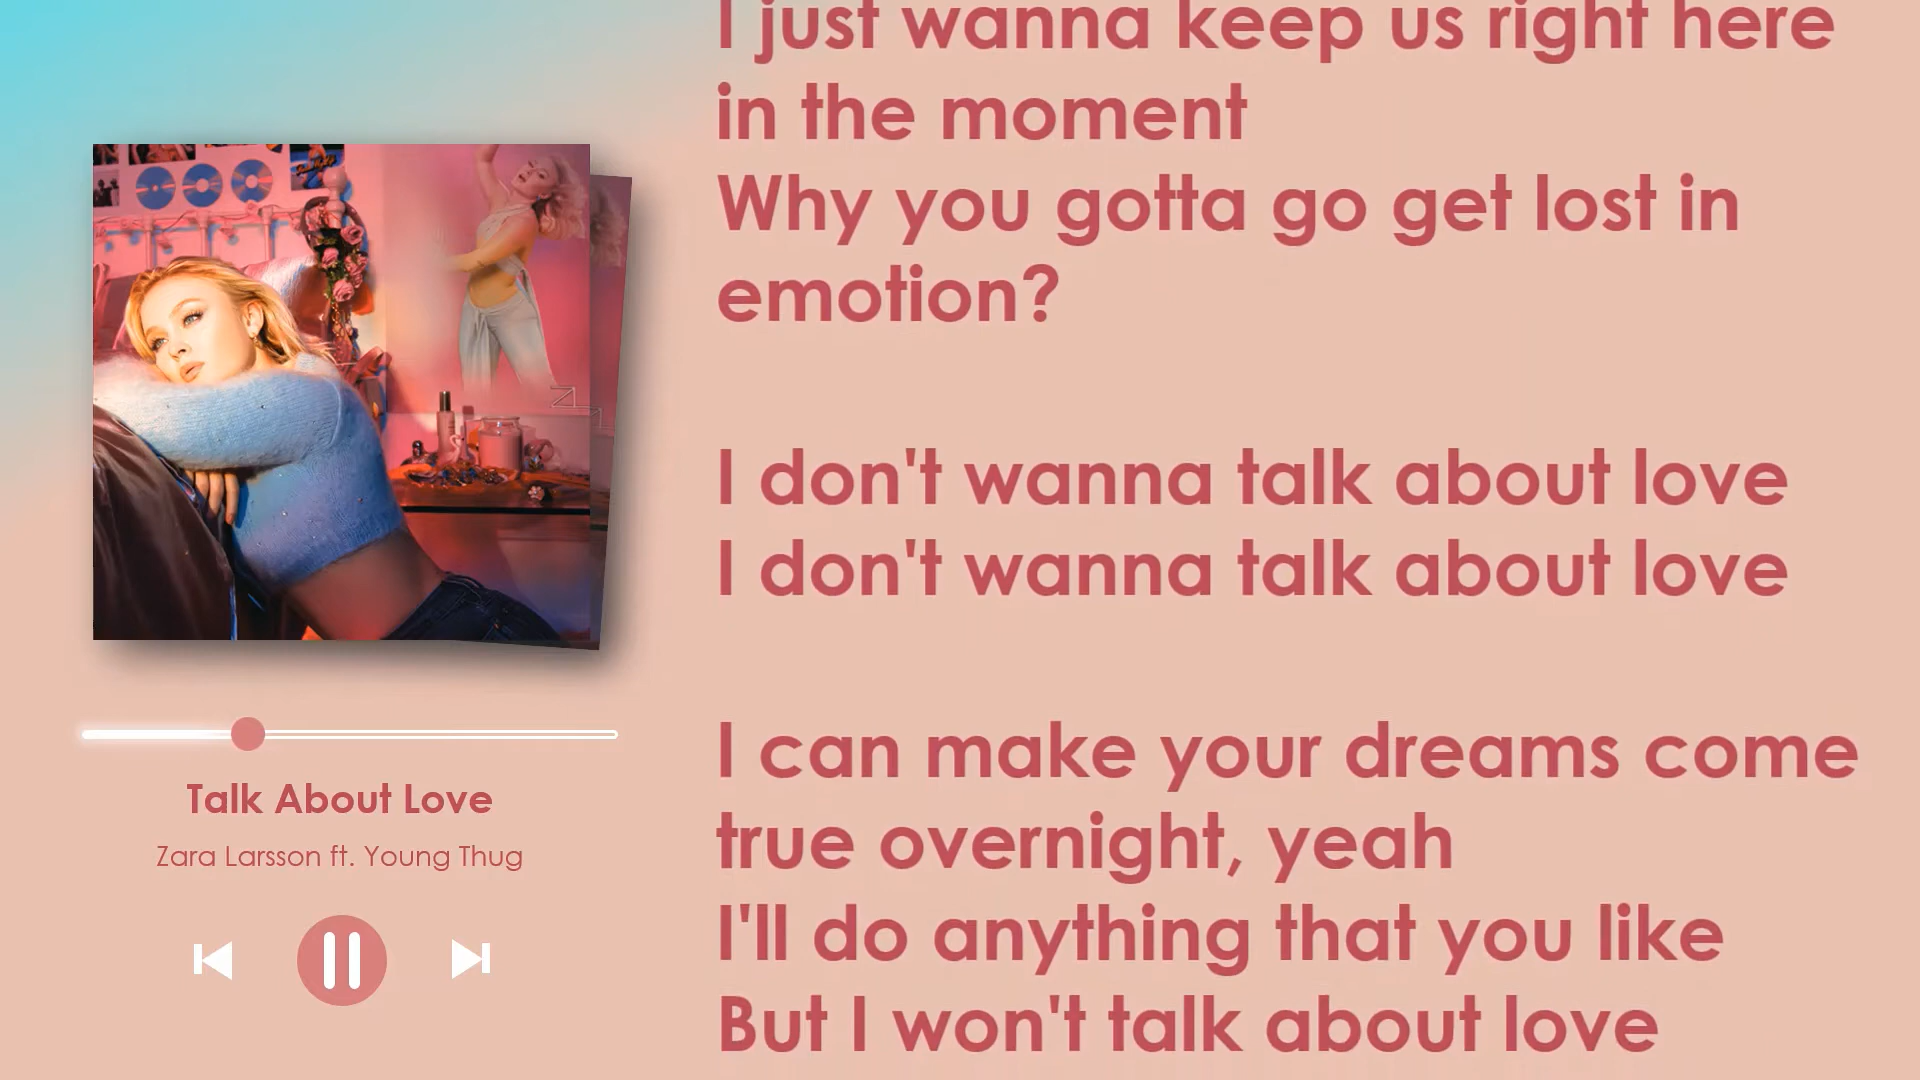 I just wanna keep us right here
in the moment
Why you gotta go get lost in
emotion?
I don't wanna talk about love
I don't wanna talk about love
I can make your dreams come
true overnight, yeah
I'll do anything that you like
But I won't talk about love
Talk About Love
Zara Larsson ft. Young Thug